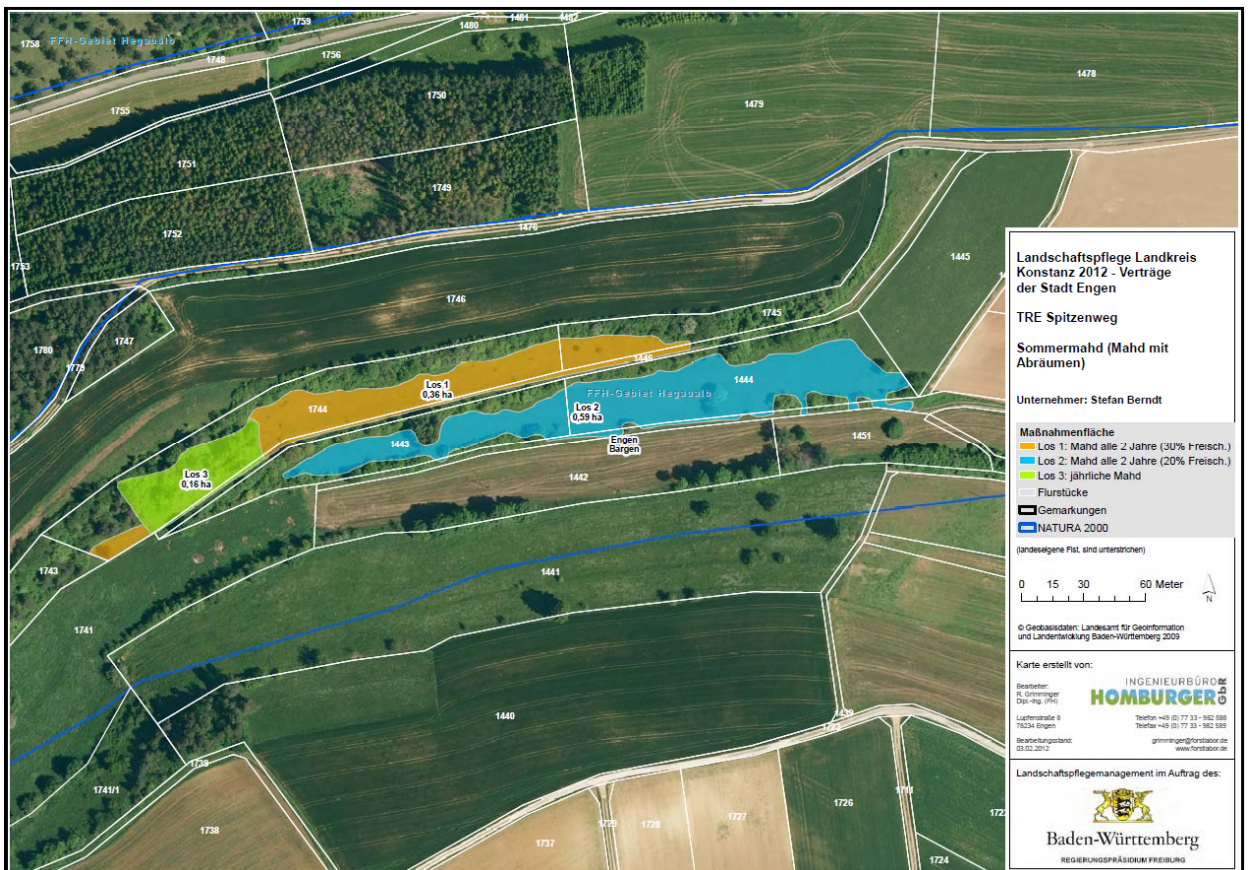 1758
FFH-Gebiet Hegaualb
1759
1748
1756
1480
1481
1482
1755
1750
1479
1478
1751
1749
1752
1476
1753
1746
1445
1745
1747
1780
1779
1446
Los 1
0,36 ha
1744
FFH-Gebiet Hegaualb
1444
Los 2
0,59 ha
1443
Engen
Bargen
1451
Los 3
0,16 ha
1442
1743
1441
1741
1440
1439
1739
1741/1
1738
1737
1729
1728
1727
1726
1711
1724
Landschaftspflege Landkreis
Konstanz 2012 - Verträge
der Stadt Engen
TRE Spitzenweg
Sommermahd (Mahd mit
Abräumen)
Unternehmer: Stefan Berndt
Maßnahmenfläche
Los 1: Mahd alle 2 Jahre (30% Freisch.)
Los 2: Mahd alle 2 Jahre (20% Freisch.)
Los 3: jährliche Mahd
Flurstücke
Gemarkungen
NATURA 2000
(landeseigene Flst. sind unterstrichen)
0 15 30 60 Meter
N
© Geobasisdaten: Landesamt für Geoinformation
und Landentwicklung Baden-Württemberg 2009
Karte erstellt von:
Bearbeiter:
R. Grimminger
Dipl.-Ing. (FH)
INGENIEURBÜRO
HOMBURGER GbR
Lupfenstraße 8
78234 Engen
Telefon +49 (0) 77 33 - 982 588
Telefax +49 (0) 77 33 - 982 589
Bearbeitungsstand:
03.02.2012
grimminger@forstlabor.de
www.forstlabor.de
Landschaftspflegemanagement im Auftrag des:
Baden-Württemberg
REGIERUNGSPRÄSIDIUM FREIBURG